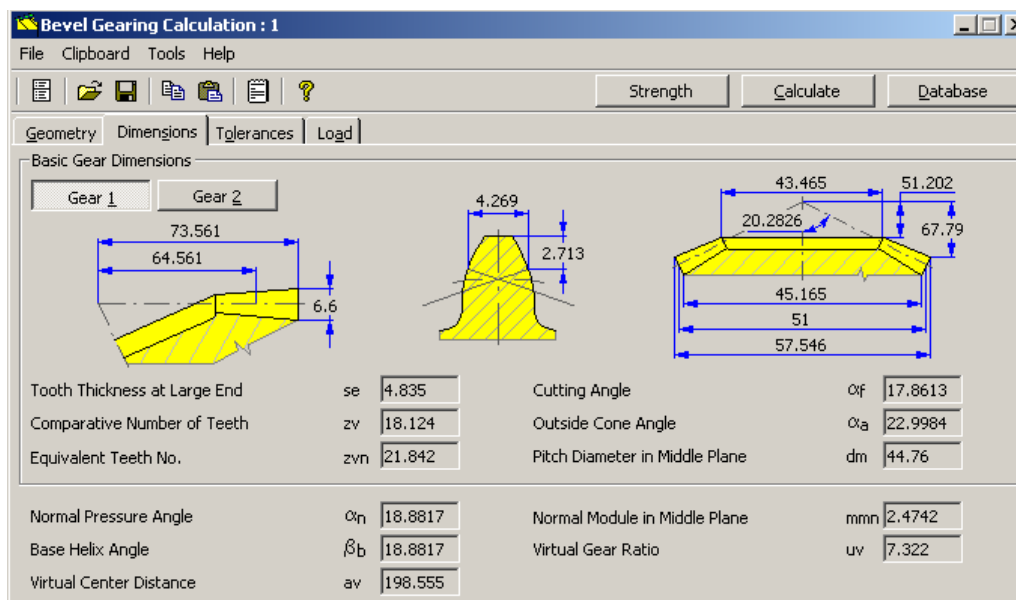 Bevel Gearing Calculation : 1
File Clipboard Tools Help
Strength Calculate Database
Geometry Dimensions Tolerances Load
Basic Gear Dimensions
Gear 1 Gear 2
43.465 51.202
4.269
20.2826 67.79
73.561
2.713
64.561
45.165
6.6
51
57.546
Tooth Thickness at Large End se 4.835 Cutting Angle αf 17.8613
Comparative Number of Teeth zv 18.124 Outside Cone Angle αa 22.9984
Equivalent Teeth No. zvn 21.842 Pitch Diameter in Middle Plane dm 44.76
Normal Pressure Angle αn 18.8817 Normal Module in Middle Plane mmn 2.4742
Base Helix Angle βb 18.8817 Virtual Gear Ratio uv 7.322
Virtual Center Distance av 198.555